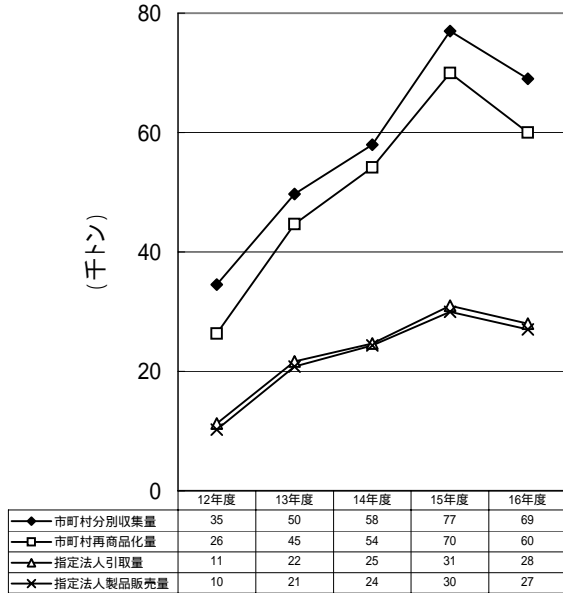 80
60
40
20
0
(千トン)
12年度 13年度 14年度 15年度 16年度
市町村分別収集量 35 50 58 77 69
市町村再商品化量 26 45 54 70 60
指定法人引取量 11 22 25 31 28
指定法人製品販売量 10 21 24 30 27